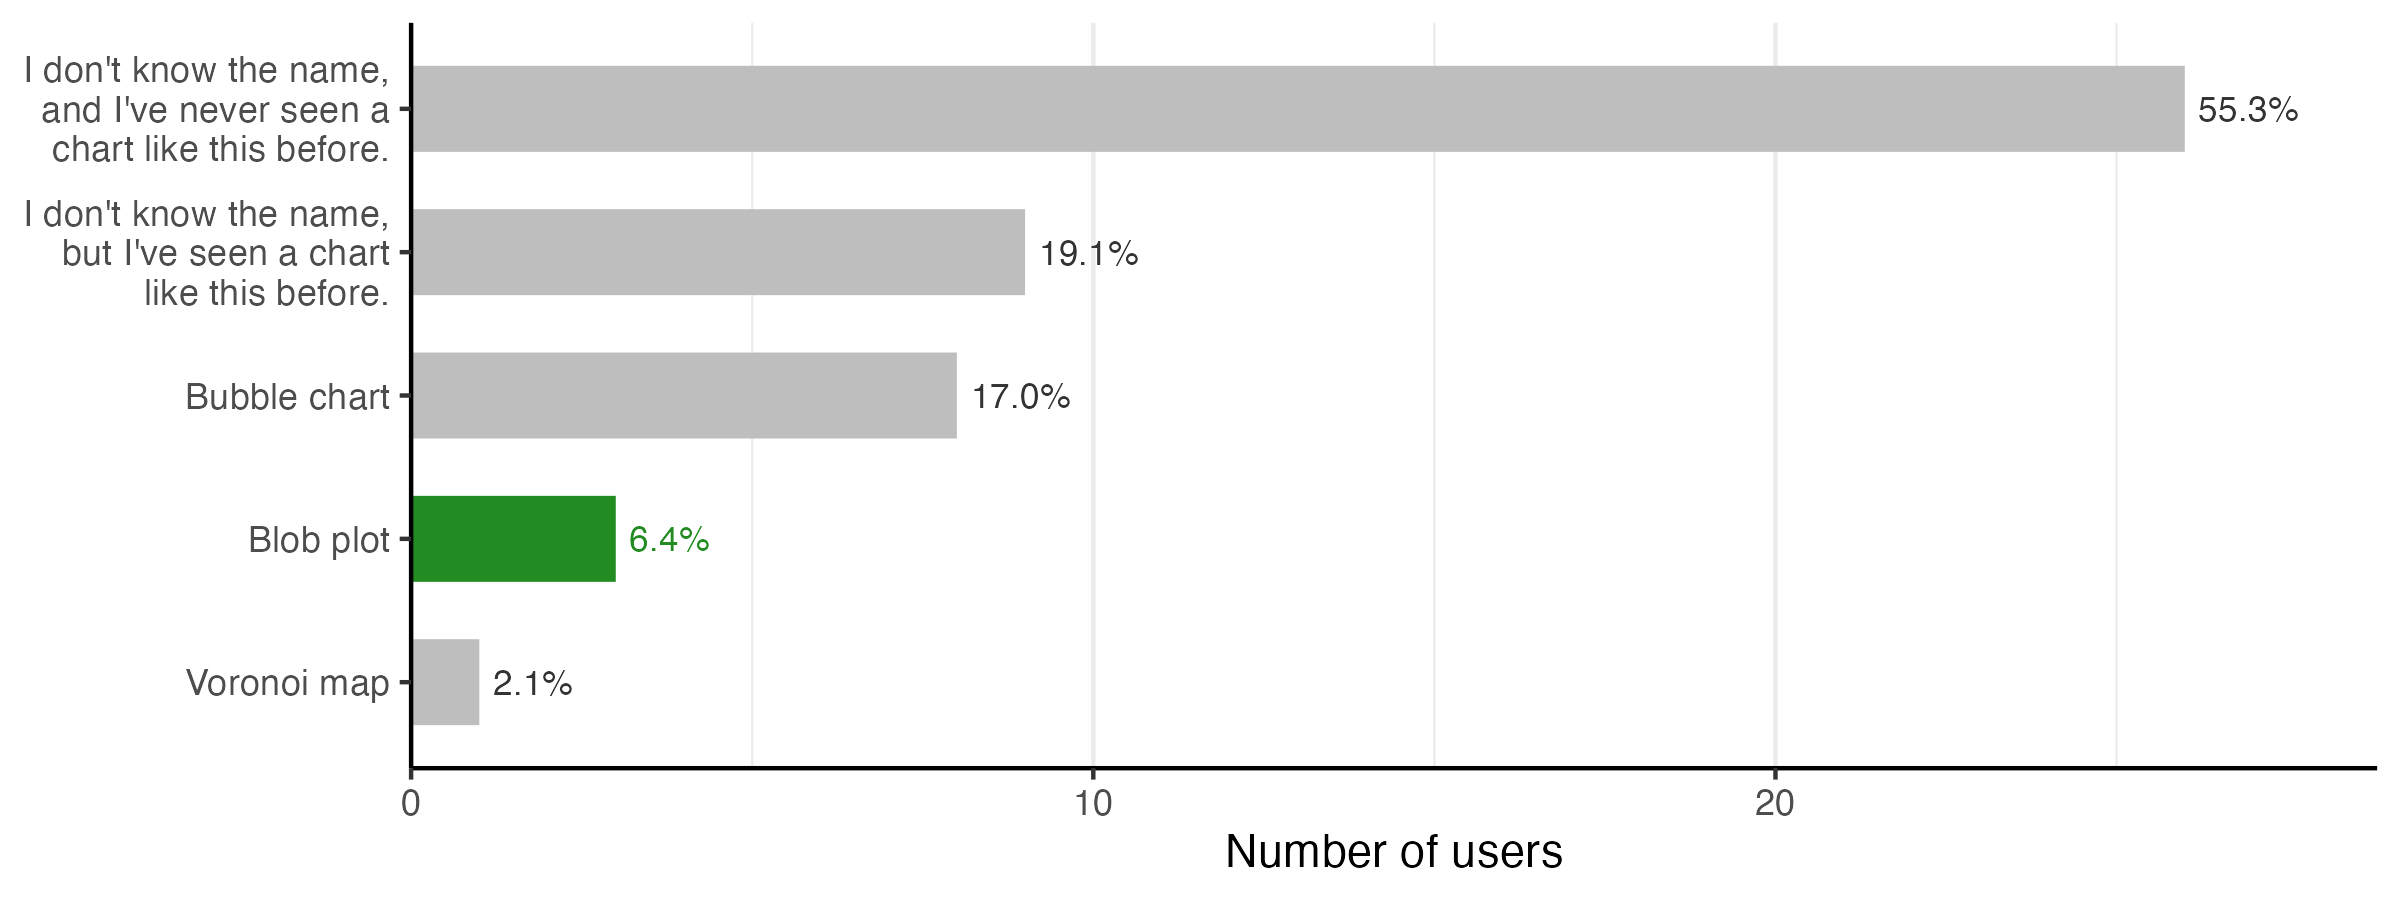 I don't know the name,
and I've never seen a
chart like this before.
55.3%
I don't know the name,
but I've seen a chart
like this before.
19.1%
Bubble chart
17.0%
Blob plot
6.4%
Voronoi map
2.1%
0
10
20
Number of users